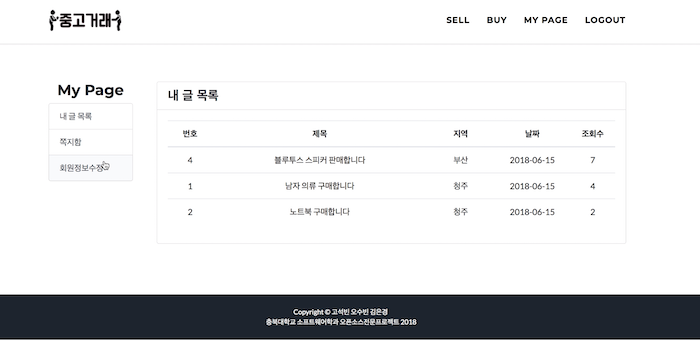 중고거래
SELL BUY MY PAGE LOGOUT
My Page
내 글 목록
쪽지함
회원정보수정
내 글 목록
번호 제목 지역 날짜 조회수
4 블루투스 스피커 판매합니다 부산 2018-06-15 7
1 남자 의류 구매합니다 청주 2018-06-15 4
2 노트북 구매합니다 청주 2018-06-15 2
Copyright © 고석빈 오수빈 김은경
충북대학교 소프트웨어학과 오픈소스전문프로젝트 2018